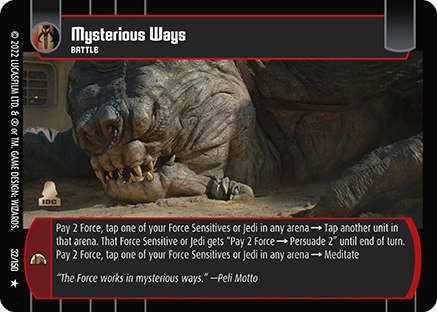 Mysterious Ways
BATTLE
© 2022 LUCASFILM LTD. & ® or TM. GAME DESIGN: WIZARDS.
32/150 ★
IDC
Pay 2 Force, tap one of your Force Sensitives or Jedi in any arena → Tap another unit in
that arena. That Force Sensitive or Jedi gets "Pay 2 Force → Persuade 2" until end of turn.
Pay 2 Force, tap one of your Force Sensitives or Jedi in any arena → Meditate
"The Force works in mysterious ways." —Peli Motto